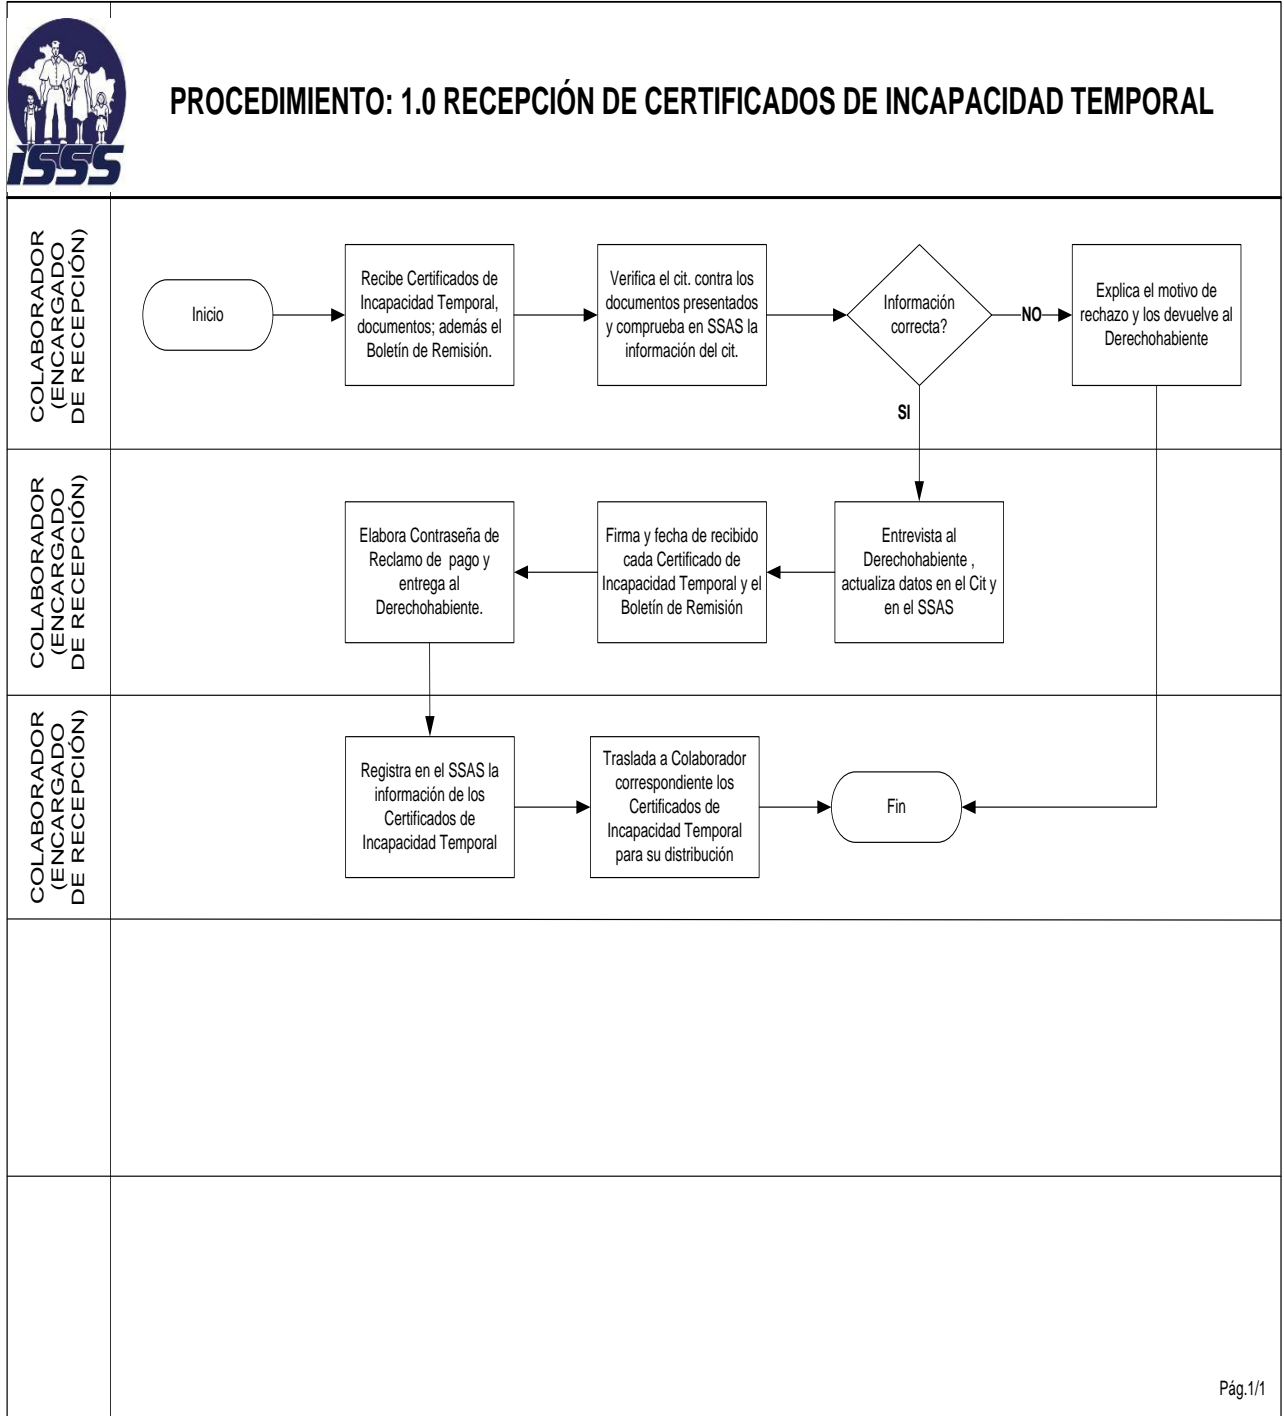 ISSS
PROCEDIMIENTO: 1.0 RECEPCIÓN DE CERTIFICADOS DE INCAPACIDAD TEMPORAL
COLABORADOR
(ENCARGADO
DE RECEPCIÓN)
Inicio
Recibe Certificados de
Incapacidad Temporal,
documentos; además el
Boletín de Remisión.
Verifica el cit. contra los
documentos presentados
y comprueba en SSAS la
información del cit.
Información
correcta?
NO
Explica el motivo de
rechazo y los devuelve al
Derechohabiente
SI
COLABORADOR
(ENCARGADO
DE RECEPCIÓN)
Elabora Contraseña de
Reclamo de pago y
entrega al
Derechohabiente.
Firma y fecha de recibido
cada Certificado de
Incapacidad Temporal y el
Boletín de Remisión
Entrevista al
Derechohabiente ,
actualiza datos en el Cit y
en el SSAS
COLABORADOR
(ENCARGADO
DE RECEPCIÓN)
Registra en el SSAS la
información de los
Certificados de
Incapacidad Temporal
Traslada a Colaborador
correspondiente los
Certificados de
Incapacidad Temporal
para su distribución
Fin
Pág.1/1